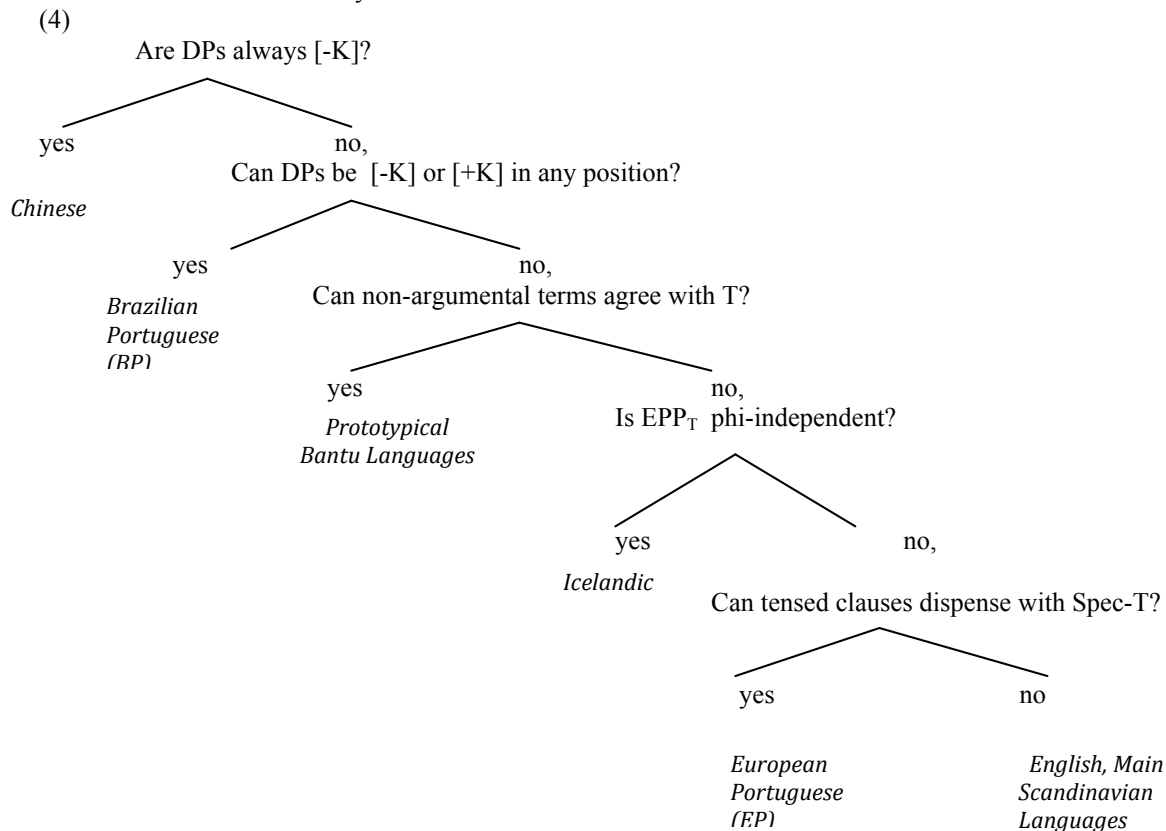 (4)
Are DPs always [-K]?
yes no,
Can DPs be [-K] or [+K] in any position?
Chinese
yes no,
Can non-argumental terms agree with T?
Brazilian
Portuguese
(BP)
yes no,
Is EPP_T phi-independent?
Prototypical
Bantu Languages
yes no,
Icelandic
Can tensed clauses dispense with Spec-T?
yes no
European English, Main
Portuguese Scandinavian
(EP) Languages